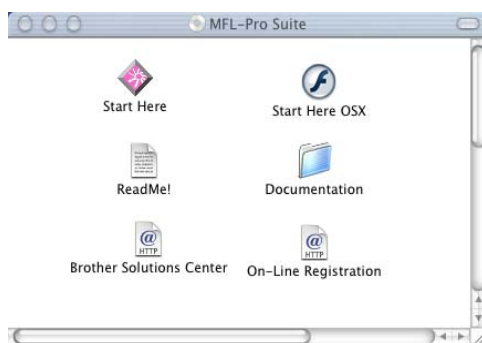 MFL-Pro Suite
Start Here
Start Here OSX
ReadMe!
Documentation
@
HTTP
@
HTTP
Brother Solutions Center
On-Line Registration